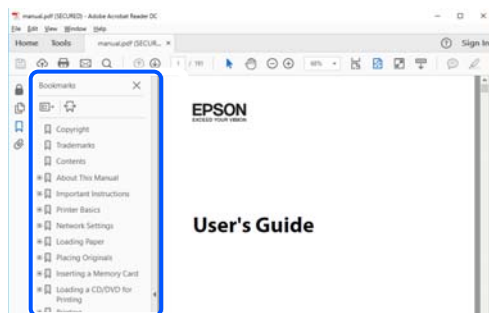 manual.pdf (SECURED) - Adobe Acrobat Reader DC
File Edit View Window Help
Home Tools manual.pdf (SECUR... ×
Sign In
1 / 191
Bookmarks
Copyright
Trademarks
Contents
About This Manual
Important Instructions
Printer Basics
Network Settings
Loading Paper
Placing Originals
Inserting a Memory Card
Loading a CD/DVD for
Printing
Printing
EPSON
EXCEED YOUR VISION
User's Guide